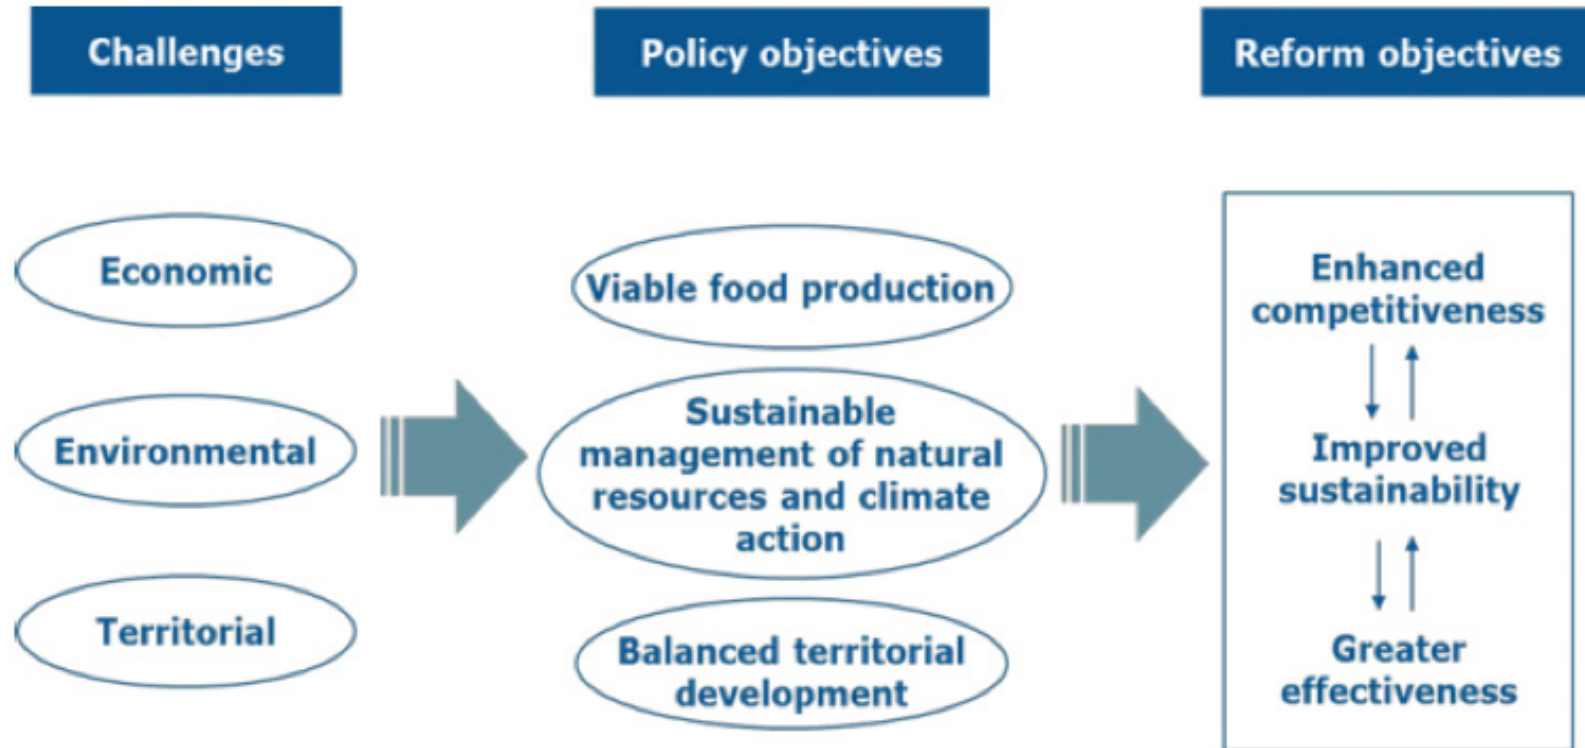 Challenges
Policy objectives
Reform objectives
Economic
Environmental
Territorial
Viable food production
Sustainable
management of natural
resources and climate
action
Balanced territorial
development
Enhanced
competitiveness
Improved
sustainability
Greater
effectiveness